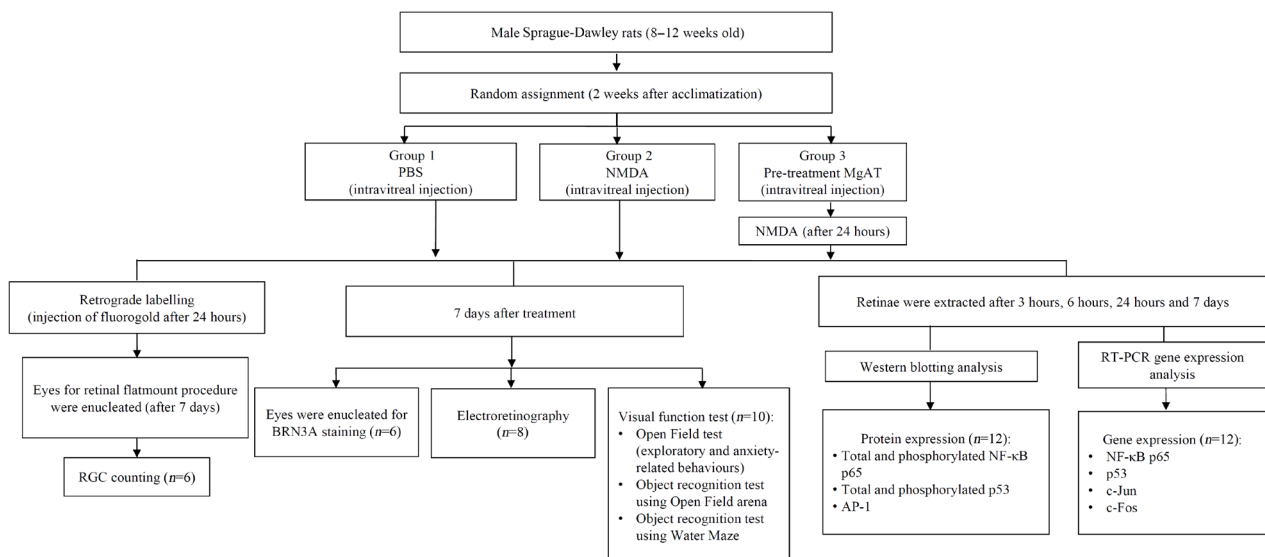 Male Sprague-Dawley rats (8–12 weeks old)
Random assignment (2 weeks after acclimatization)
Group 1
PBS
(intravitreal injection)
Group 2
NMDA
(intravitreal injection)
Group 3
Pre-treatment MgAT
(intravitreal injection)
NMDA (after 24 hours)
Retrograde labelling
(injection of fluorogold after 24 hours)
7 days after treatment
Retinae were extracted after 3 hours, 6 hours, 24 hours and 7 days
Eyes for retinal flatmount procedure
were enucleated (after 7 days)
RGC counting (n=6)
Eyes were enucleated for
BRN3A staining (n=6)
Electroretinography
(n=8)
Visual function test (n=10):
• Open Field test
(exploratory and anxiety-
related behaviours)
• Object recognition test
using Open Field arena
• Object recognition test
using Water Maze
Western blotting analysis
RT-PCR gene expression
analysis
Protein expression (n=12):
• Total and phosphorylated NF-κB
p65
• Total and phosphorylated p53
• AP-1
Gene expression (n=12):
• NF-κB p65
• p53
• c-Jun
• c-Fos